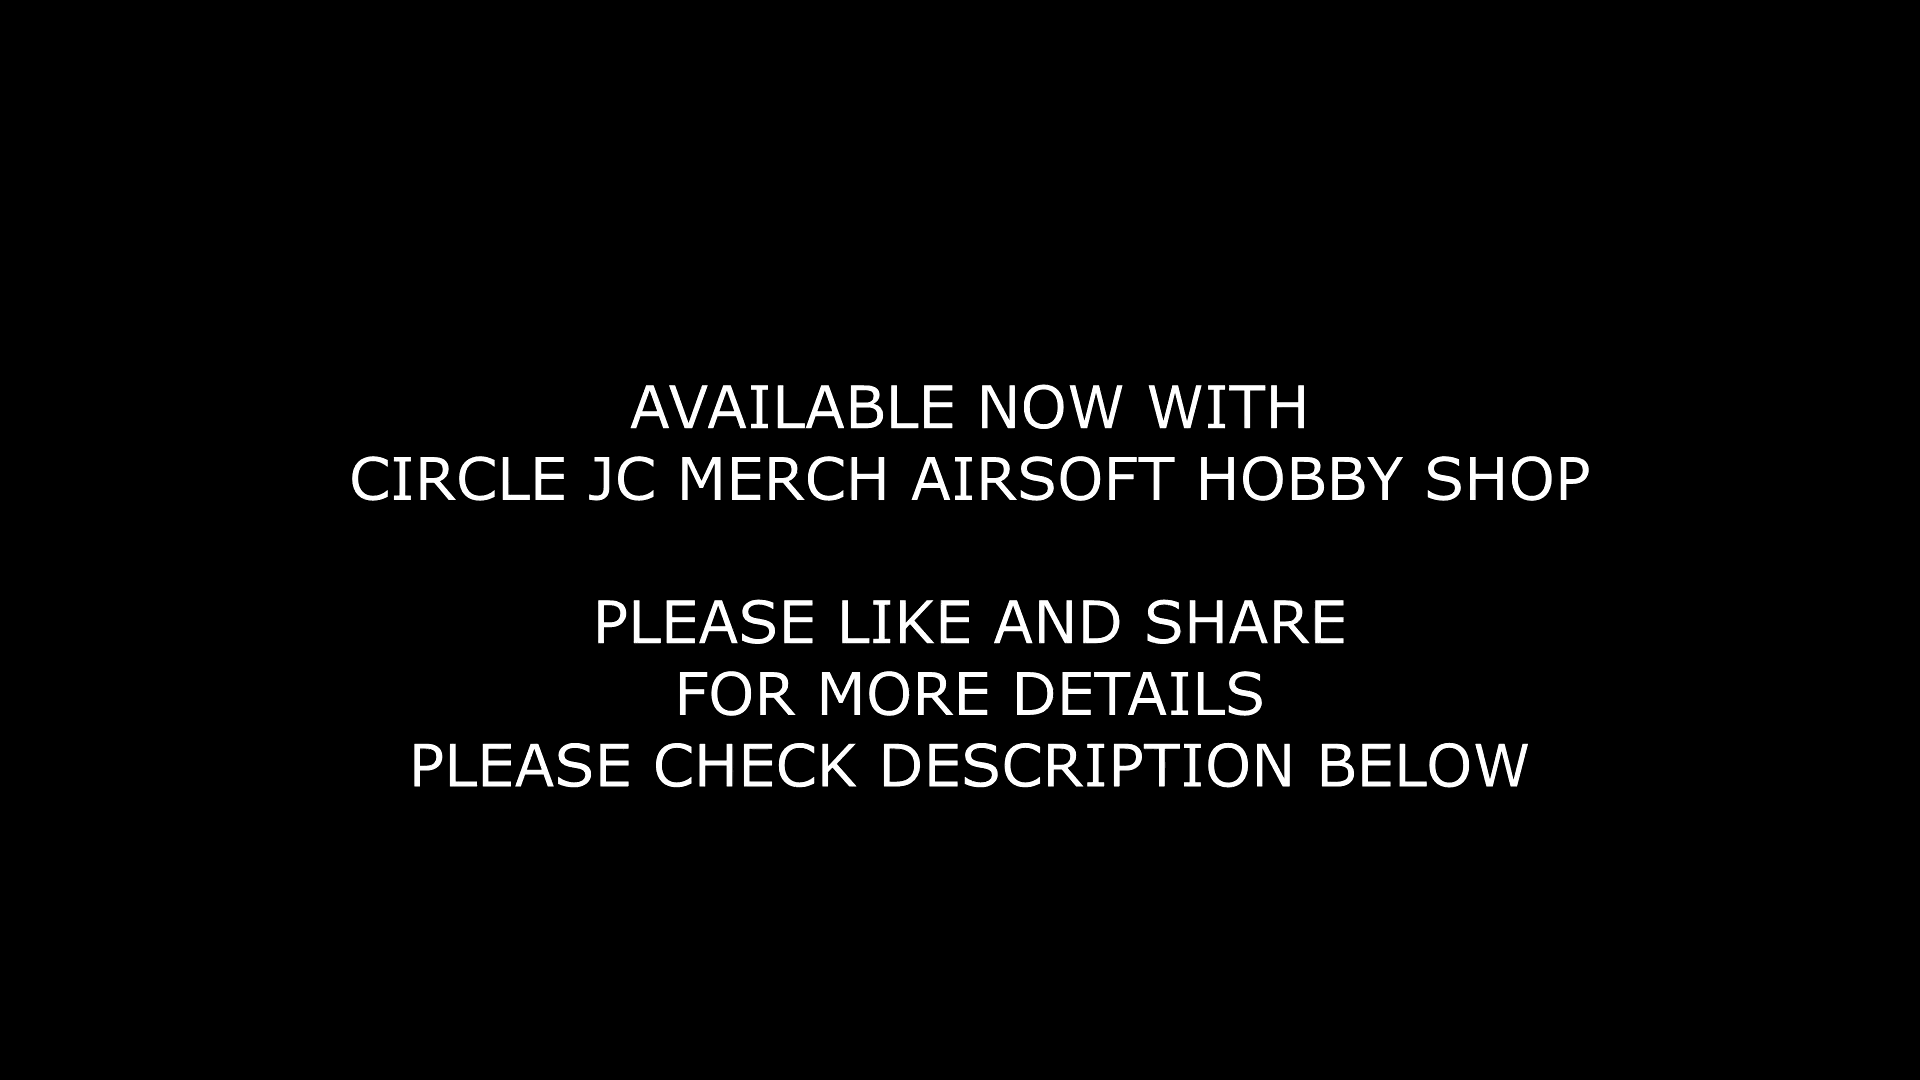 AVAILABLE NOW WITH
CIRCLE JC MERCH AIRSOFT HOBBY SHOP
PLEASE LIKE AND SHARE
FOR MORE DETAILS
PLEASE CHECK DESCRIPTION BELOW